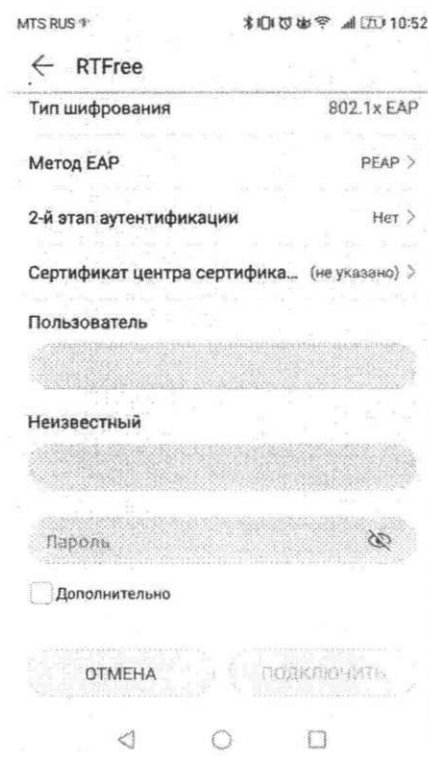 MTS RUS 71 10:52
← RTFree
Тип шифрования 802.1x EAP
Метод EAP PEAP >
2-й этап аутентификации Нет >
Сертификат центра сертифика... (не указано) >
Пользователь
Неизвестный
Пароль
Дополнительно
ОТМЕНА ПОДКЛЮЧИТЬ